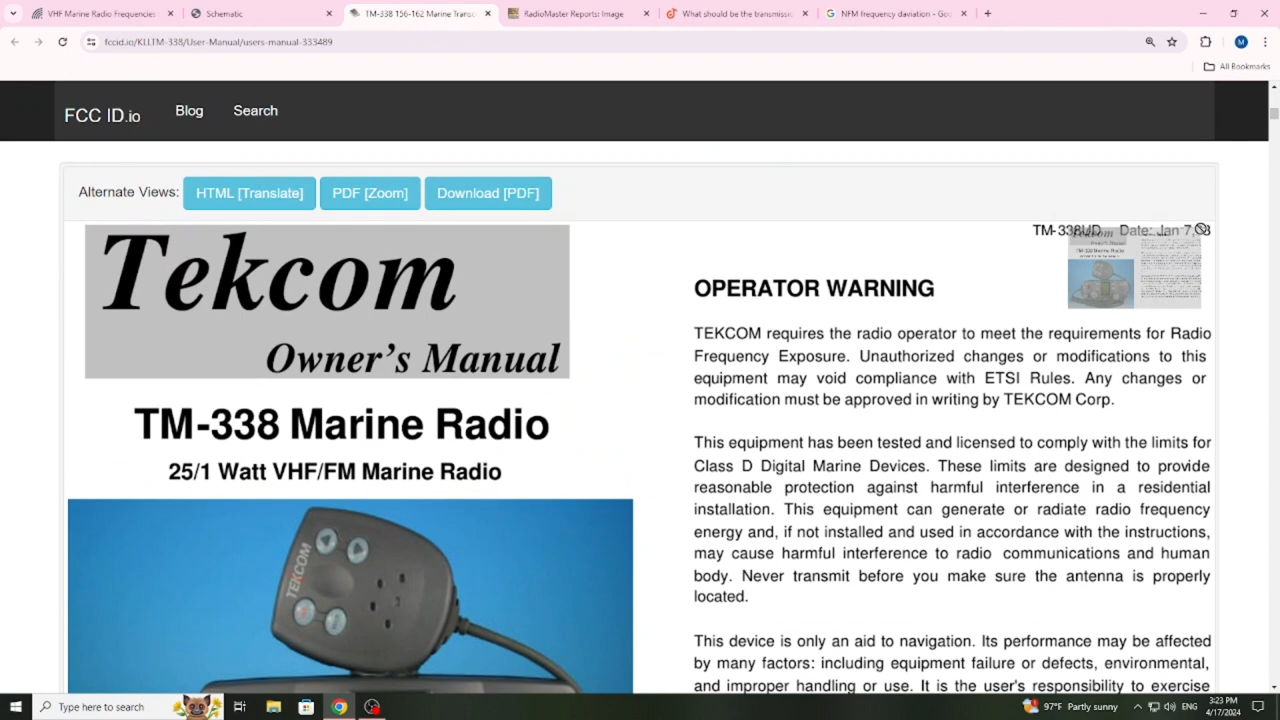 VHF Marine Radio Frequencies
Schematic
TM-338 156-162 Marine Trans
RadioMaster Reports: Image
What should be the transmissio
NFM frequency deviation - Goo
fccid.io/KLLTM-338/User-Manual/users-manual-333489
M
All Bookmarks
FCC ID.io
Blog
Search
Alternate Views:
HTML [Translate]
PDF [Zoom]
Download [PDF]
Tekcom
Owner's Manual
TM-338 Marine Radio
25/1 Watt VHF/FM Marine Radio
TEKCOM
OPERATOR WARNING
TEKCOM requires the radio operator to meet the requirements for Radio
Frequency Exposure. Unauthorized changes or modifications to this
equipment may void compliance with ETSI Rules. Any changes or
modification must be approved in writing by TEKCOM Corp.
This equipment has been tested and licensed to comply with the limits for
Class D Digital Marine Devices. These limits are designed to provide
reasonable protection against harmful interference in a residential
installation. This equipment can generate or radiate radio frequency
energy and, if not installed and used in accordance with the instructions,
may cause harmful interference to radio communications and human
body. Never transmit before you make sure the antenna is properly
located.
This device is only an aid to navigation. Its performance may be affected
by many factors: including equipment failure or defects, environmental,
and improper handling or use. It is the user's responsibility to exercise
Type here to search
97°F Partly sunny
ENG
3:23 PM
4/17/2024